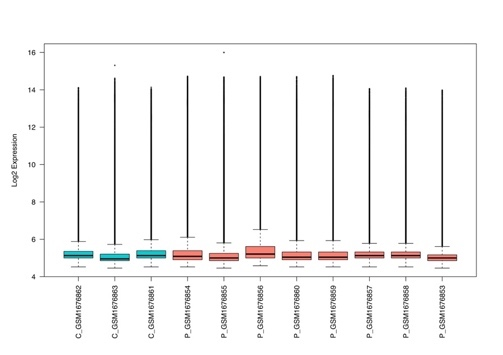 16
14
12
10
8
6
4
Log2 Expression
C_GSM1676862
C_GSM1676863
C_GSM1676861
P_GSM1676854
P_GSM1676855
P_GSM1676856
P_GSM1676860
P_GSM1676859
P_GSM1676857
P_GSM1676858
P_GSM1676853